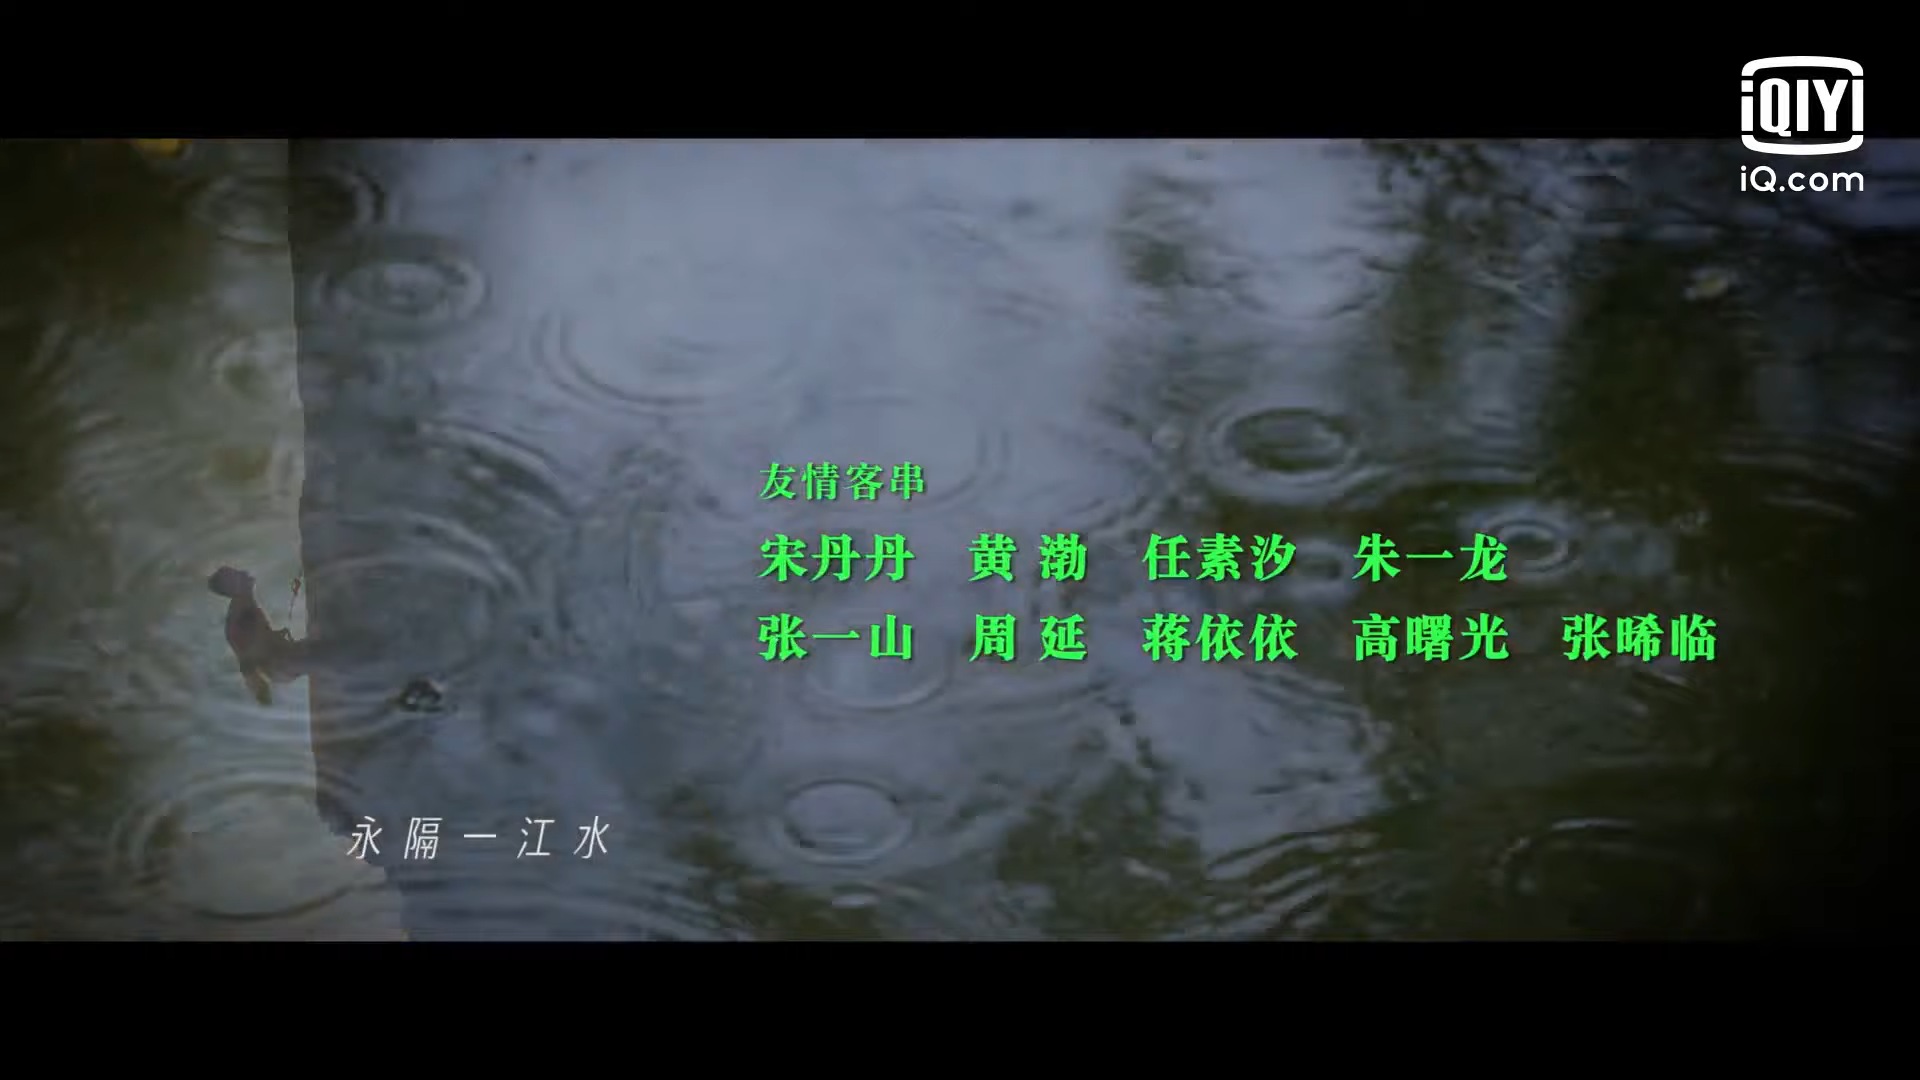 iQIYI
iQ.com
友情客串
宋丹丹 黄渤 任素汐 朱一龙
张一山 周延 蒋依依 高曙光 张晞临
永隔一江水